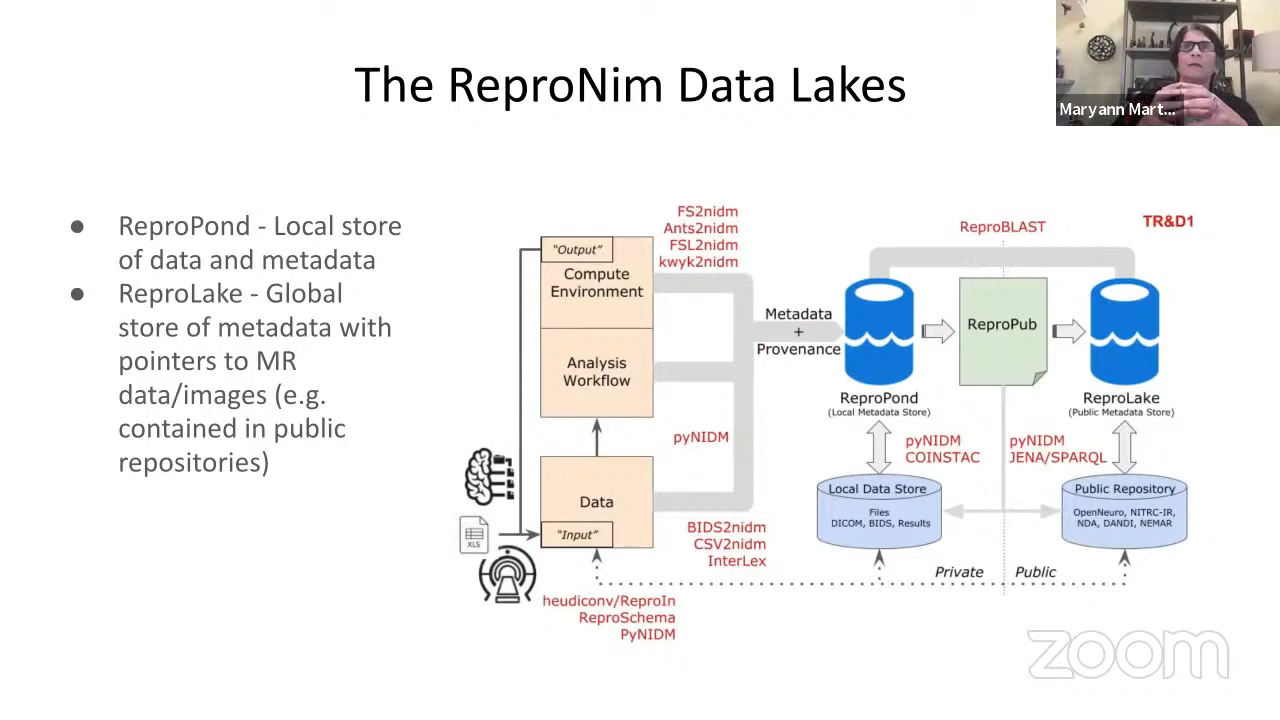 The ReproNim Data Lakes
Maryann Mart...
● ReproPond - Local store
of data and metadata
● ReproLake - Global
store of metadata with
pointers to MR
data/images (e.g.
contained in public
repositories)
FS2nidm
Ants2nidm
FSL2nidm
kwyk2nidm
"Output"
Compute
Environment
Analysis
Workflow
pyNIDM
Data
"Input"
XLS
BIDS2nidm
CSV2nidm
InterLex
heudiconv/ReproIn
ReproSchema
PyNIDM
Metadata
+
Provenance
ReproBLAST
TR&D1
ReproPub
ReproPond
(Local Metadata Store)
ReproLake
(Public Metadata Store)
pyNIDM
COINSTAC
pyNIDM
JENA/SPARQL
Local Data Store
Files
DICOM, BIDS, Results
Public Repository
OpenNeuro, NITRC-IR,
NDA, DANDI, NEMAR
Private
Public
zoom